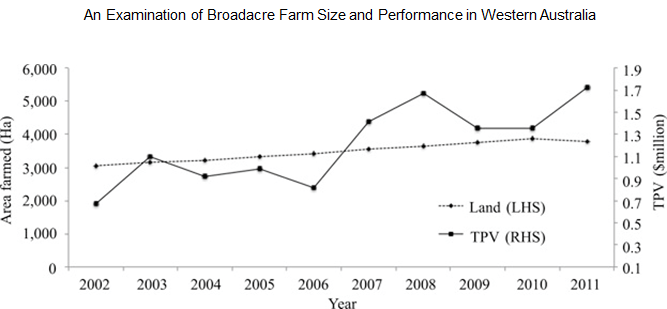 An Examination of Broadacre Farm Size and Performance in Western Australia
6,000
5,000
4,000
3,000
2,000
1,000
0
Area farmed (Ha)
1.9
1.7
1.5
1.3
1.1
0.9
0.7
0.5
0.3
0.1
TPV ($million)
Land (LHS)
TPV (RHS)
2002 2003 2004 2005 2006 2007 2008 2009 2010 2011
Year